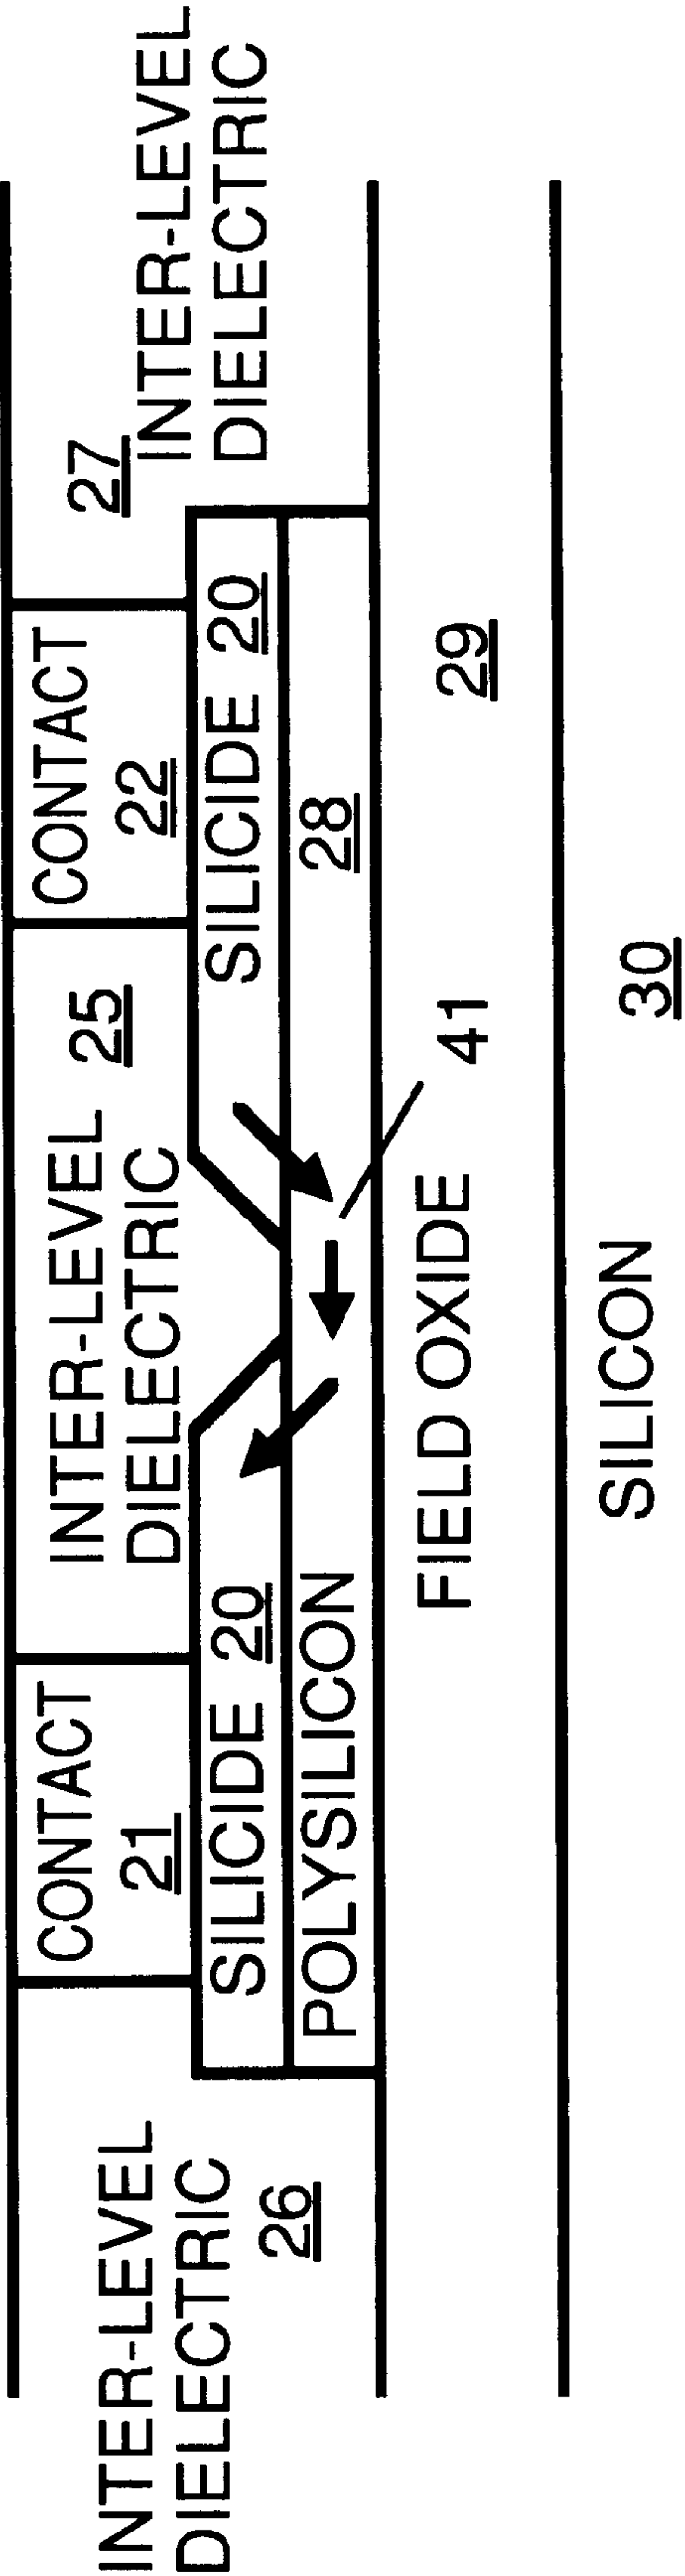 INTER-LEVEL
DIELECTRIC
26
CONTACT
21
INTER-LEVEL 25
DIELECTRIC
CONTACT
22
27
INTER-LEVEL
DIELECTRIC
SILICIDE 20
SILICIDE 20
POLYSILICON
28
41
FIELD OXIDE
29
SILICON
30